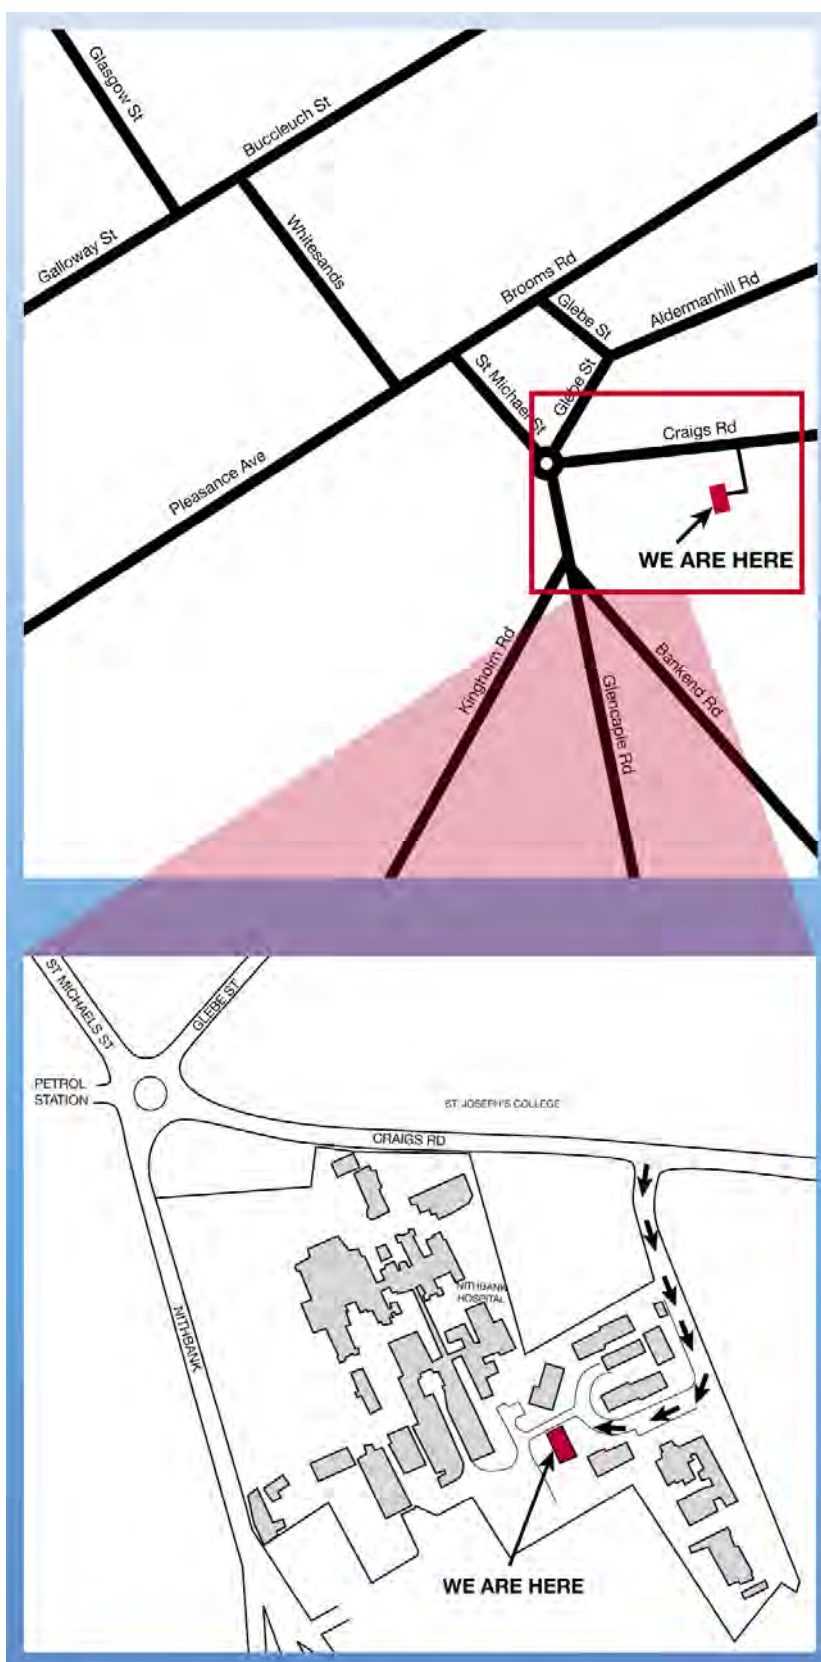 Glasgow St
Buccleuch St
Galloway St
Whitesands
Brooms Rd
Glebe St
Aldermanhill Rd
St Michael St
Glebe St
Craigs Rd
Pleasance Ave
WE ARE HERE
Kingholm Rd
Glencaple Rd
Bankend Rd
ST MICHAELS ST
GLEBE ST
PETROL
STATION
ST JOSEPH'S COLLEGE
CRAIGS RD
NITHBANK
HOSPITAL
NITHBANK
WE ARE HERE